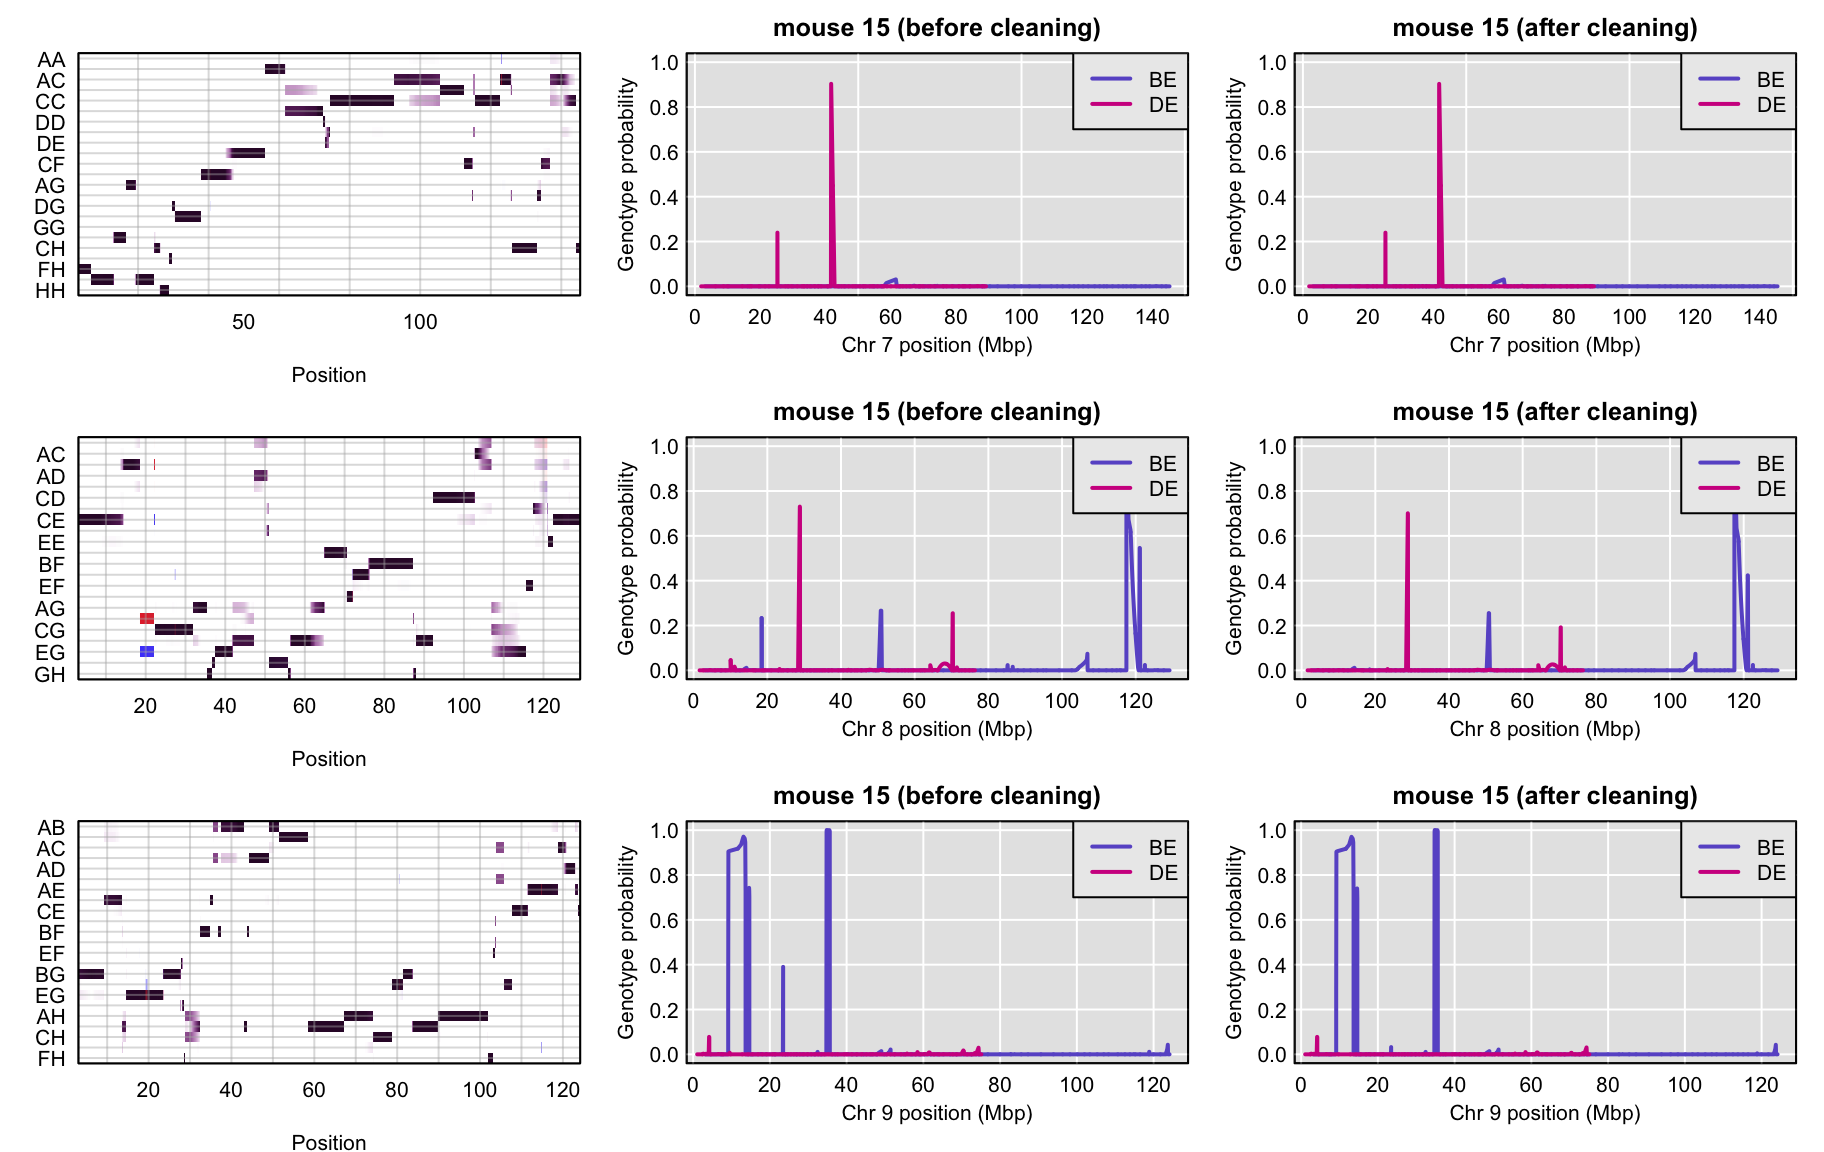 AA
AC
CC
DD
DE
CF
AG
DG
GG
CH
FH
HH
50 100
Position
mouse 15 (before cleaning)
Genotype probability
1.0
0.8
0.6
0.4
0.2
0.0
BE
DE
0 20 40 60 80 100 120 140
Chr 7 position (Mbp)
mouse 15 (after cleaning)
Genotype probability
1.0
0.8
0.6
0.4
0.2
0.0
BE
DE
0 20 40 60 80 100 120 140
Chr 7 position (Mbp)
AC
AD
CD
CE
EE
BF
EF
AG
CG
EG
GH
20 40 60 80 100 120
Position
mouse 15 (before cleaning)
Genotype probability
1.0
0.8
0.6
0.4
0.2
0.0
BE
DE
0 20 40 60 80 100 120
Chr 8 position (Mbp)
mouse 15 (after cleaning)
Genotype probability
1.0
0.8
0.6
0.4
0.2
0.0
BE
DE
0 20 40 60 80 100 120
Chr 8 position (Mbp)
AB
AC
AD
AE
CE
BF
EF
BG
EG
AH
CH
FH
20 40 60 80 100 120
Position
mouse 15 (before cleaning)
Genotype probability
1.0
0.8
0.6
0.4
0.2
0.0
BE
DE
0 20 40 60 80 100 120
Chr 9 position (Mbp)
mouse 15 (after cleaning)
Genotype probability
1.0
0.8
0.6
0.4
0.2
0.0
BE
DE
0 20 40 60 80 100 120
Chr 9 position (Mbp)